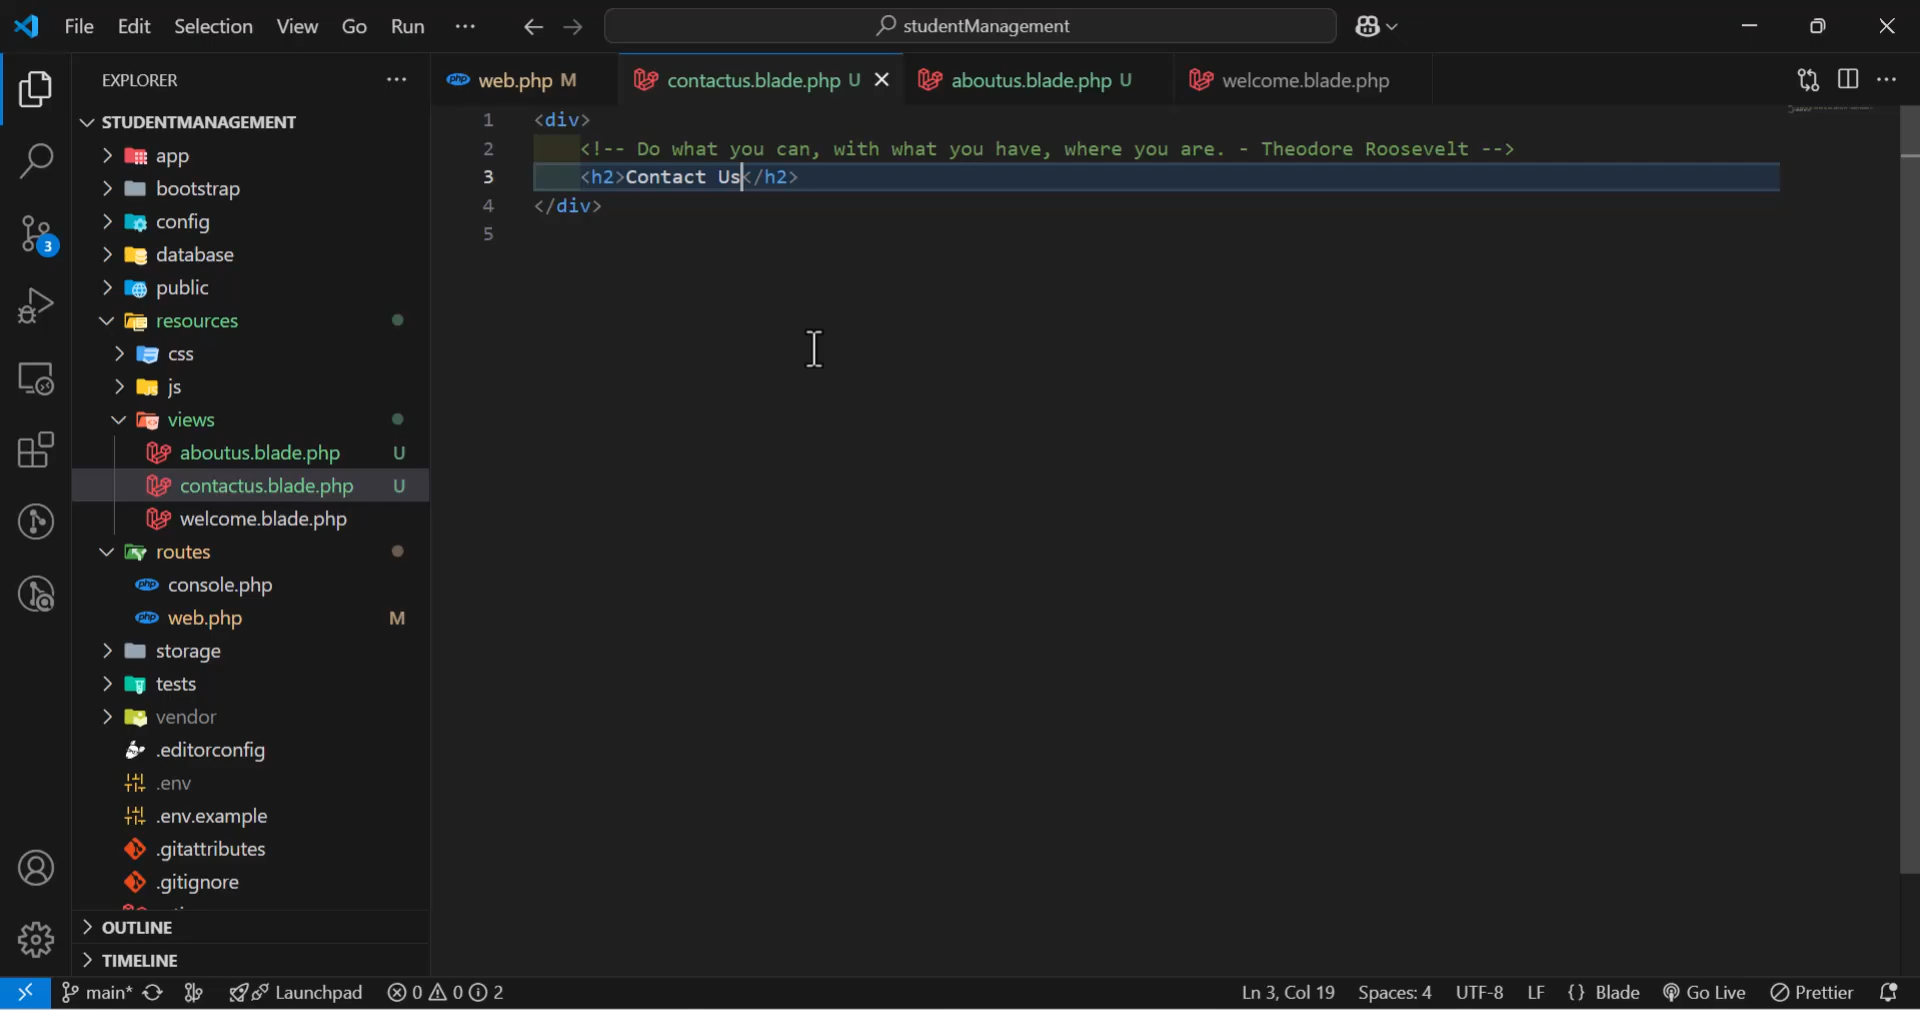 File Edit Selection View Go Run ... studentManagement
EXPLORER ...
web.php M contactus.blade.php U aboutus.blade.php U welcome.blade.php
STUDENTMANAGEMENT
app
bootstrap
config
database
public
resources
css
js
views
aboutus.blade.php U
contactus.blade.php U
welcome.blade.php
routes
console.php
web.php M
storage
tests
vendor
.editorconfig
.env
.env.example
.gitattributes
.gitignore
OUTLINE
TIMELINE
3
1 <div>
2 <!-- Do what you can, with what you have, where you are. - Theodore Roosevelt -->
3 <h2>Contact Us</h2>
4 </div>
5
main* Launchpad 0 0 2 Ln 3, Col 19 Spaces: 4 UTF-8 LF {} Blade Go Live Prettier